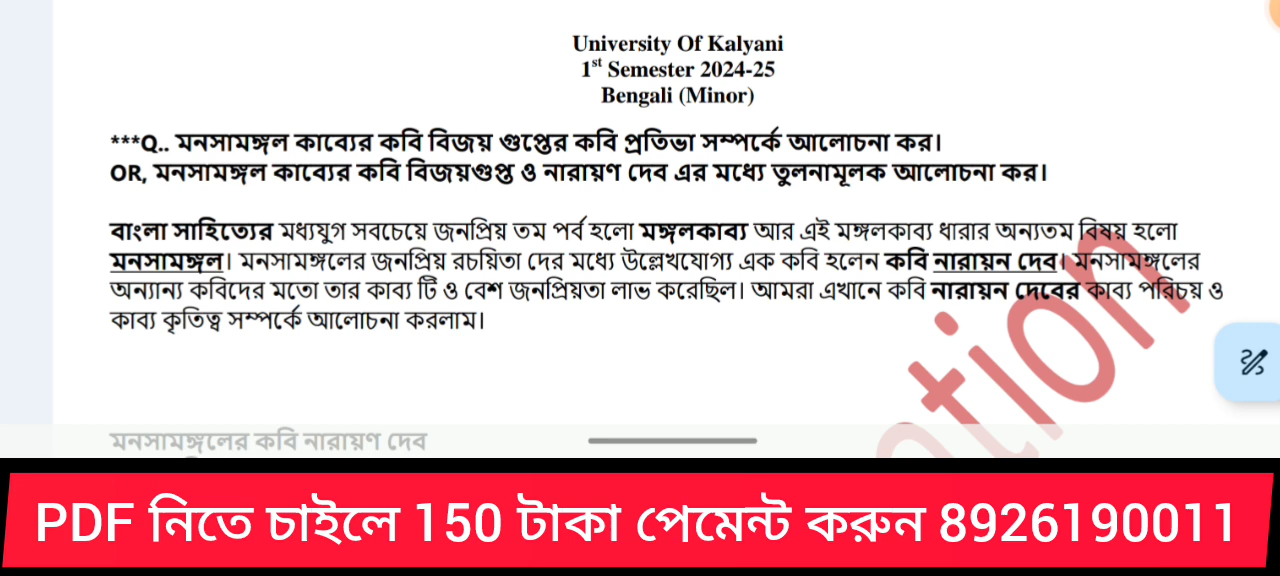 University Of Kalyani
1st Semester 2024-25
Bengali (Minor)
***Q.. মনসামঙ্গল কাব্যের কবি বিজয় গুপ্তের কবি প্রতিভা সম্পর্কে আলোচনা কর।
OR, মনসামঙ্গল কাব্যের কবি বিজয়গুপ্ত ও নারায়ণ দেব এর মধ্যে তুলনামূলক আলোচনা কর।
বাংলা সাহিত্যের মধ্যযুগ সবচেয়ে জনপ্রিয় তম পর্ব হলো মঙ্গলকাব্য আর এই মঙ্গলকাব্য ধারার অন্যতম বিষয় হলো
মনসামঙ্গল। মনসামঙ্গলের জনপ্রিয় রচয়িতা দের মধ্যে উল্লেখযোগ্য এক কবি হলেন কবি নারায়ন দেব। মনসামঙ্গলের
অন্যান্য কবিদের মতো তার কাব্য টি ও বেশ জনপ্রিয়তা লাভ করেছিল। আমরা এখানে কবি নারায়ন দেবের কাব্য পরিচয় ও
কাব্য কৃতিত্ব সম্পর্কে আলোচনা করলাম।
মনসামঙ্গলের কবি নারায়ণ দেব
PDF নিতে চাইলে 150 টাকা পেমেন্ট করুন 8926190011